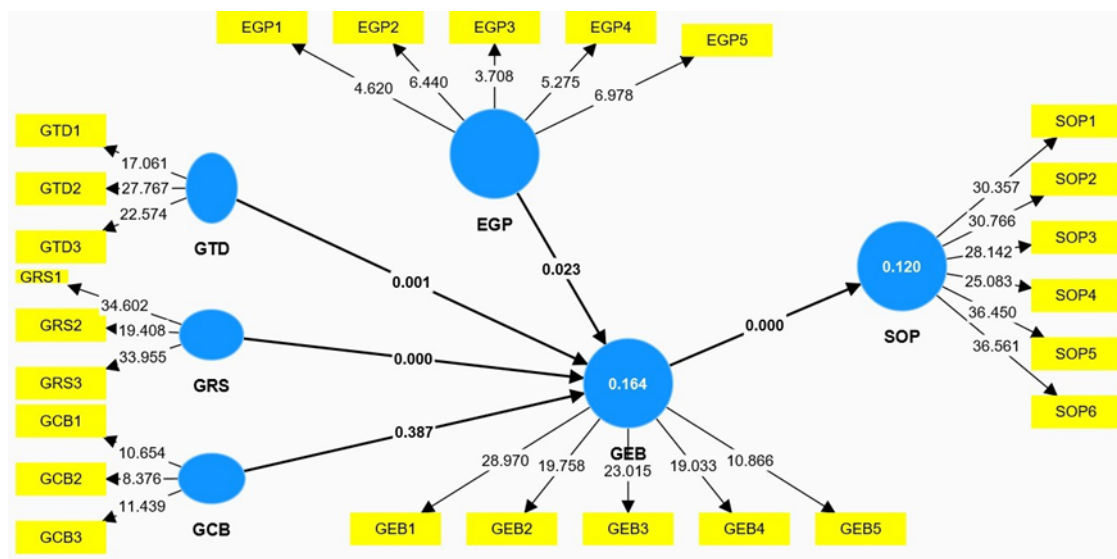 EGP1
EGP2
EGP3
EGP4
EGP5
4.620
6.440
3.708
5.275
6.978
EGP
GTD1
GTD2
GTD3
17.061
27.767
22.574
GTD
GRS1
GRS2
GRS3
34.602
19.408
33.955
GRS
GCB1
GCB2
GCB3
10.654
8.376
11.439
GCB
0.023
0.001
0.000
0.387
0.164
GEB
28.970
19.758
23.015
19.033
10.866
GEB1
GEB2
GEB3
GEB4
GEB5
0.000
0.120
SOP
30.357
30.766
28.142
25.083
36.450
36.561
SOP1
SOP2
SOP3
SOP4
SOP5
SOP6